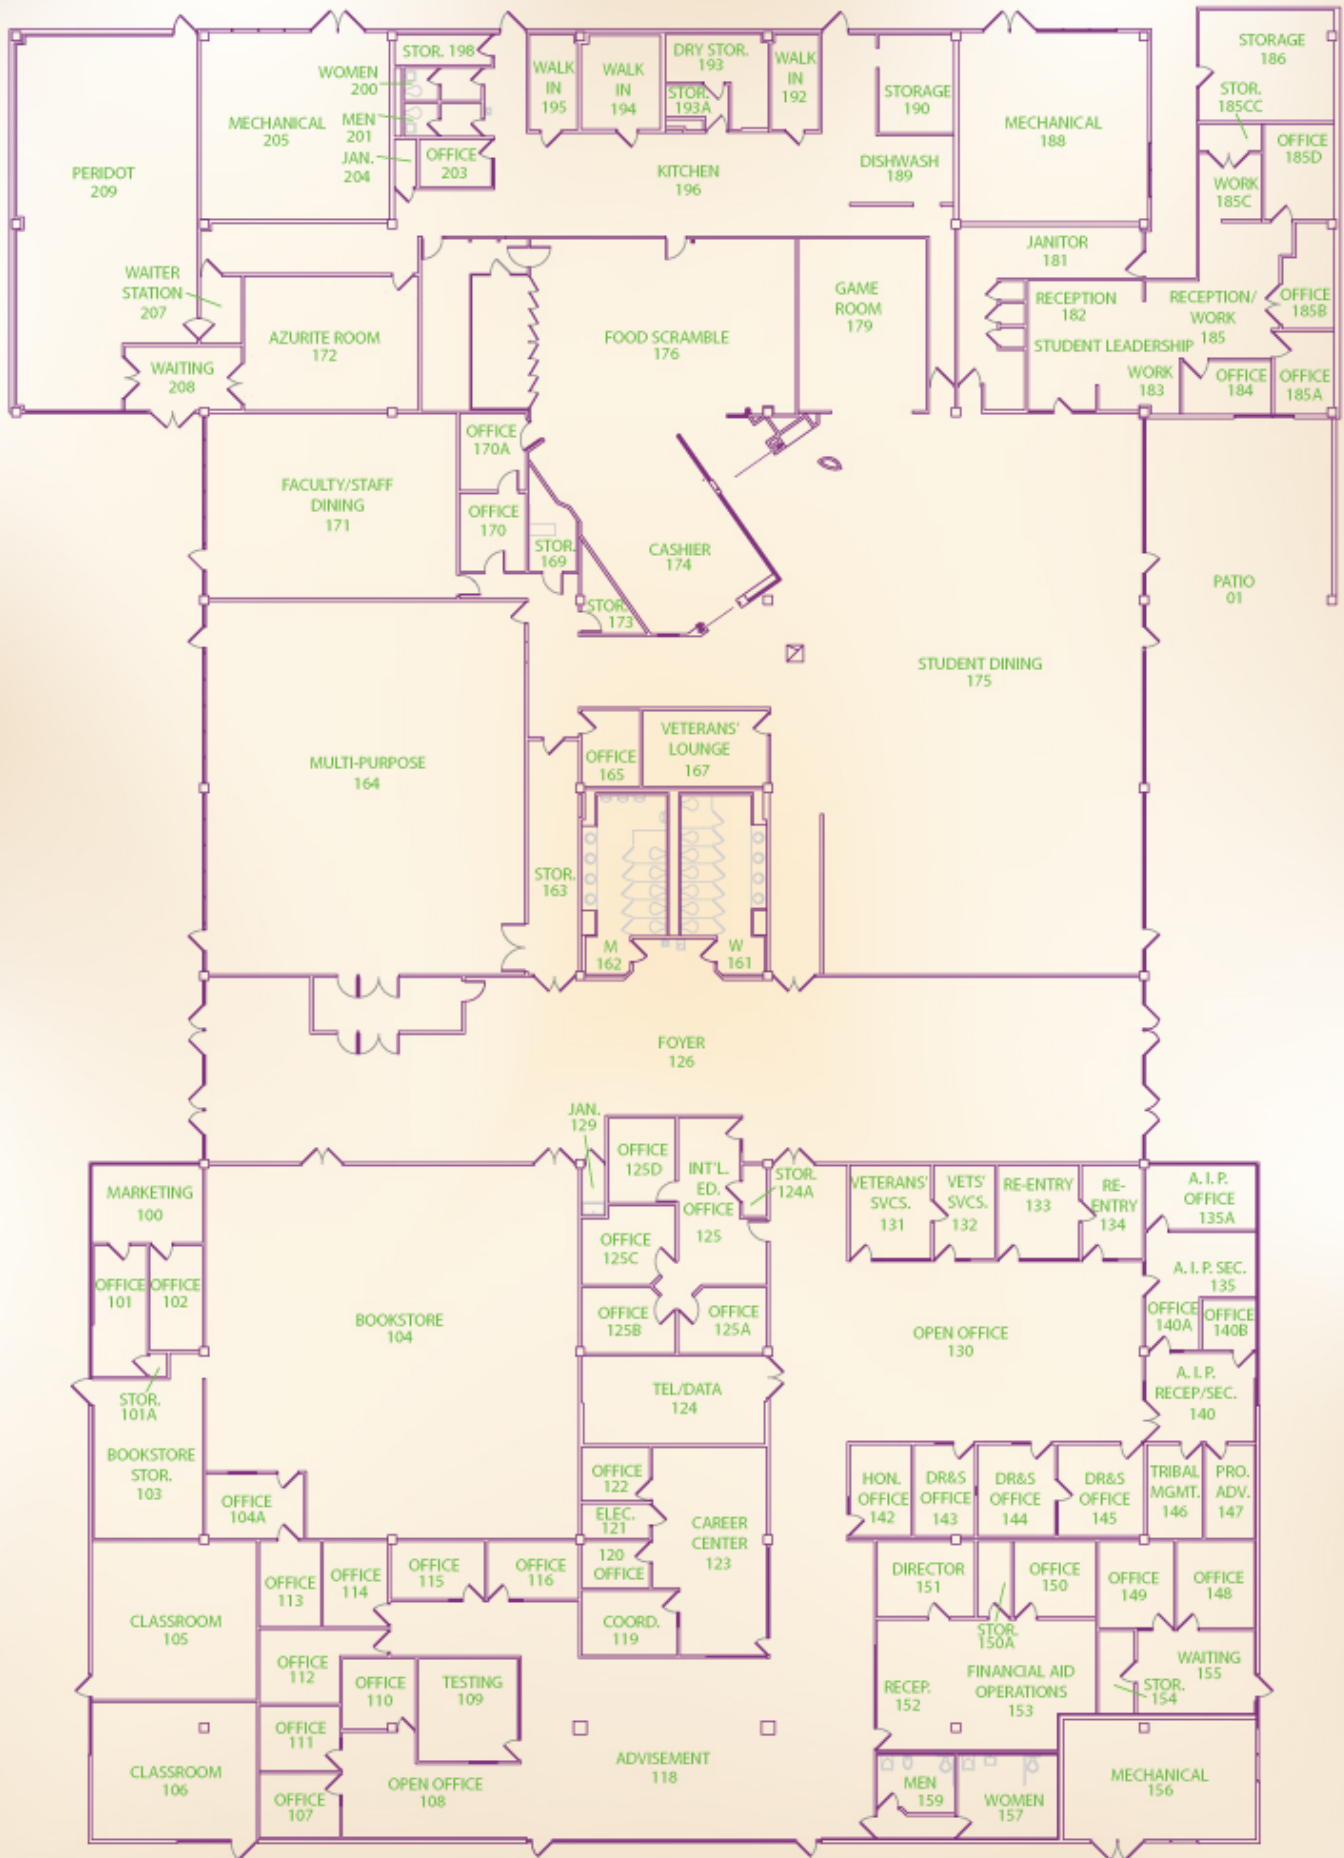 STORAGE
186
STOR. 198
DRY STOR.
193
WALK
IN
195
WALK
IN
194
WALK
IN
192
WOMEN
200
STOR.
193A
STORAGE
190
STOR.
185CC
MEN
201
MECHANICAL
205
MECHANICAL
188
OFFICE
185D
JAN.
204
OFFICE
203
DISHWASH
189
PERIDOT
209
KITCHEN
196
WORK
185C
JANITOR
181
WAITER
STATION
207
GAME
ROOM
179
RECEPTION
182
RECEPTION/
WORK
185
OFFICE
185B
AZURITE ROOM
172
FOOD SCRAMBLE
176
STUDENT LEADERSHIP
WAITING
208
WORK
183
OFFICE
184
OFFICE
185A
OFFICE
170A
FACULTY/STAFF
DINING
171
OFFICE
170
STOR.
169
CASHIER
174
PATIO
01
STOR.
173
STUDENT DINING
175
MULTI-PURPOSE
164
OFFICE
165
VETERANS'
LOUNGE
167
STOR.
163
M
162
W
161
FOYER
126
JAN.
129
OFFICE
125D
INT'L.
ED.
OFFICE
125
STOR.
124A
VETERANS'
SVCS.
131
VETS'
SVCS.
132
RE-ENTRY
133
RE-
ENTRY
134
A. I. P.
OFFICE
135A
MARKETING
100
OFFICE
125C
A. I. P. SEC.
135
OFFICE
101
OFFICE
102
BOOKSTORE
104
OFFICE
125B
OFFICE
125A
OPEN OFFICE
130
OFFICE
140A
OFFICE
140B
STOR.
101A
TEL/DATA
124
A. I. P.
RECEP/SEC.
140
BOOKSTORE
STOR.
103
OFFICE
104A
OFFICE
122
ELEC.
121
CAREER
CENTER
123
HON.
OFFICE
142
DR&S
OFFICE
143
DR&S
OFFICE
144
DR&S
OFFICE
145
TRIBAL
MGMT.
146
PRO.
ADV.
147
120
OFFICE
OFFICE
113
OFFICE
114
OFFICE
115
OFFICE
116
DIRECTOR
151
OFFICE
150
OFFICE
149
OFFICE
148
CLASSROOM
105
COORD.
119
STOR.
150A
OFFICE
112
OFFICE
110
TESTING
109
RECEP.
152
FINANCIAL AID
OPERATIONS
153
WAITING
155
STOR.
154
OFFICE
111
CLASSROOM
106
OPEN OFFICE
108
ADVISEMENT
118
OFFICE
107
MEN
159
WOMEN
157
MECHANICAL
156